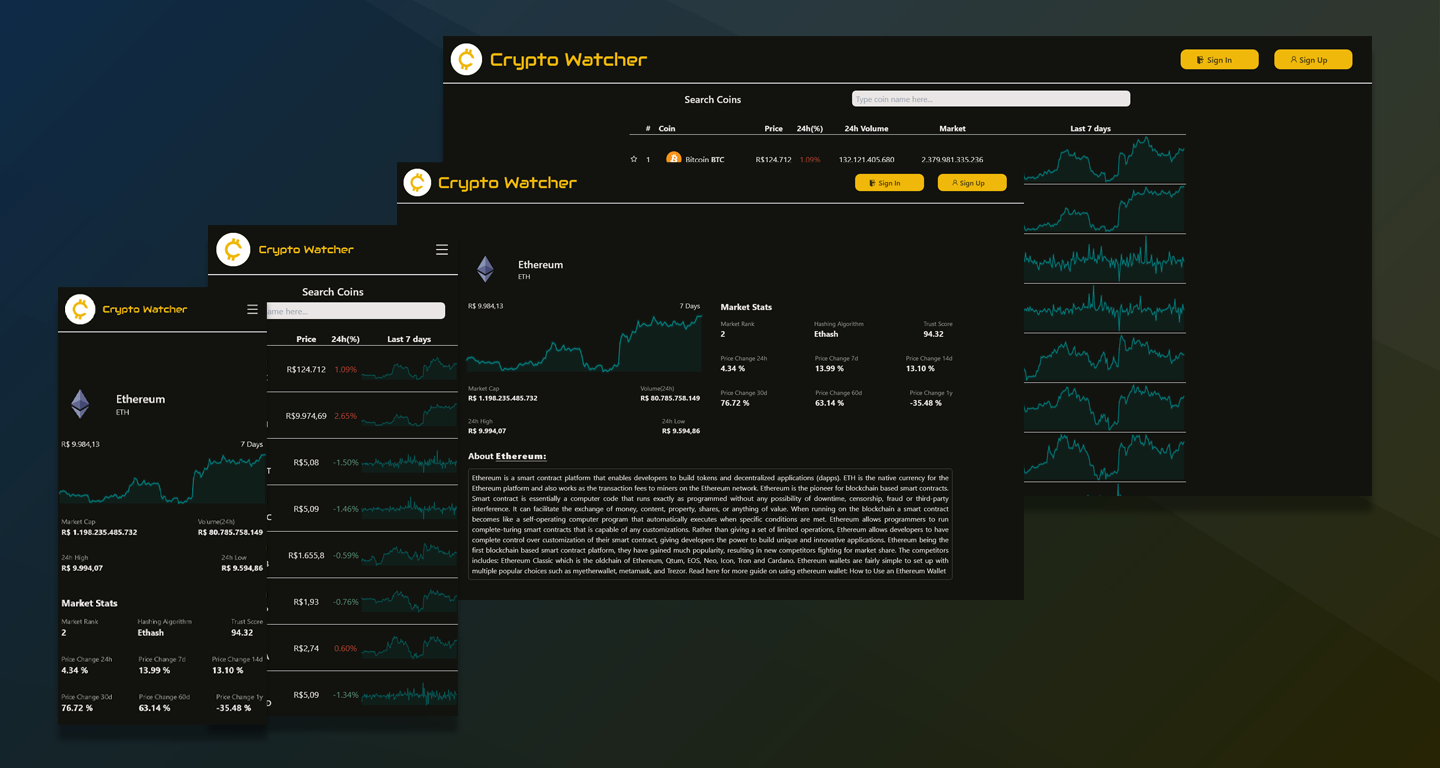 Crypto Watcher
Sign In
Sign Up
Search Coins
Type coin name here...
# Coin Price 24h(%) 24h Volume Market Last 7 days
1 Bitcoin BTC R$124.712 1.09% 132.121.405.680 2.379.981.335.236
Crypto Watcher
Sign In
Sign Up
Ethereum
ETH
R$ 9.984,13 7 Days
Market Cap Volume(24h)
R$ 1.198.235.485.732 R$ 80.785.758.149
24h High 24h Low
R$ 9.994,07 R$ 9.594,86
Market Stats
Market Rank Hashing Algorithm Trust Score
2 Ethash 94.32
Price Change 24h Price Change 7d Price Change 14d
4.34 % 13.99 % 13.10 %
Price Change 30d Price Change 60d Price Change 1y
76.72 % 63.14 % -35.48 %
About Ethereum:
Ethereum is a smart contract platform that enables developers to build tokens and decentralized applications (dapps). ETH is the native currency for the
Ethereum platform and also works as the transaction fees to miners on the Ethereum network. Ethereum is the pioneer for blockchain based smart contracts.
Smart contract is essentially a computer code that runs exactly as programmed without any possibility of downtime, censorship, fraud or third-party
interference. It can facilitate the exchange of money, content, property, shares, or anything of value. When running on the blockchain a smart contract
becomes like a self-operating computer program that automatically executes when specific conditions are met. Ethereum allows programmers to run
complete-turing smart contracts that is capable of any customizations. Rather than giving a set of limited operations, Ethereum allows developers to have
complete control over customization of their smart contract, giving developers the power to build unique and innovative applications. Ethereum being the
first blockchain based smart contract platform, they have gained much popularity, resulting in new competitors fighting for market share. The competitors
includes: Ethereum Classic which is the oldchain of Ethereum, Qtum, EOS, Neo, Icon, Tron and Cardano. Ethereum wallets are fairly simple to set up with
multiple popular choices such as myetherwallet, metamask, and Trezor. Read here for more guide on using ethereum wallet: How to Use an Ethereum Wallet
Crypto Watcher
Search Coins
name here...
Price 24h(%) Last 7 days
R$124.712 1.09%
R$9.974,69 2.65%
T R$5,08 -1.50%
C R$5,09 -1.46%
R$1.655,8 -0.59%
R$1,93 -0.76%
A R$2,74 0.60%
D R$5,09 -1.34%
Crypto Watcher
Ethereum
ETH
R$ 9.984,13 7 Days
Market Cap Volume(24h)
R$ 1.198.235.485.732 R$ 80.785.758.149
24h High 24h Low
R$ 9.994,07 R$ 9.594,86
Market Stats
Market Rank Hashing Algorithm Trust Score
2 Ethash 94.32
Price Change 24h Price Change 7d Price Change 14d
4.34 % 13.99 % 13.10 %
Price Change 30d Price Change 60d Price Change 1y
76.72 % 63.14 % -35.48 %